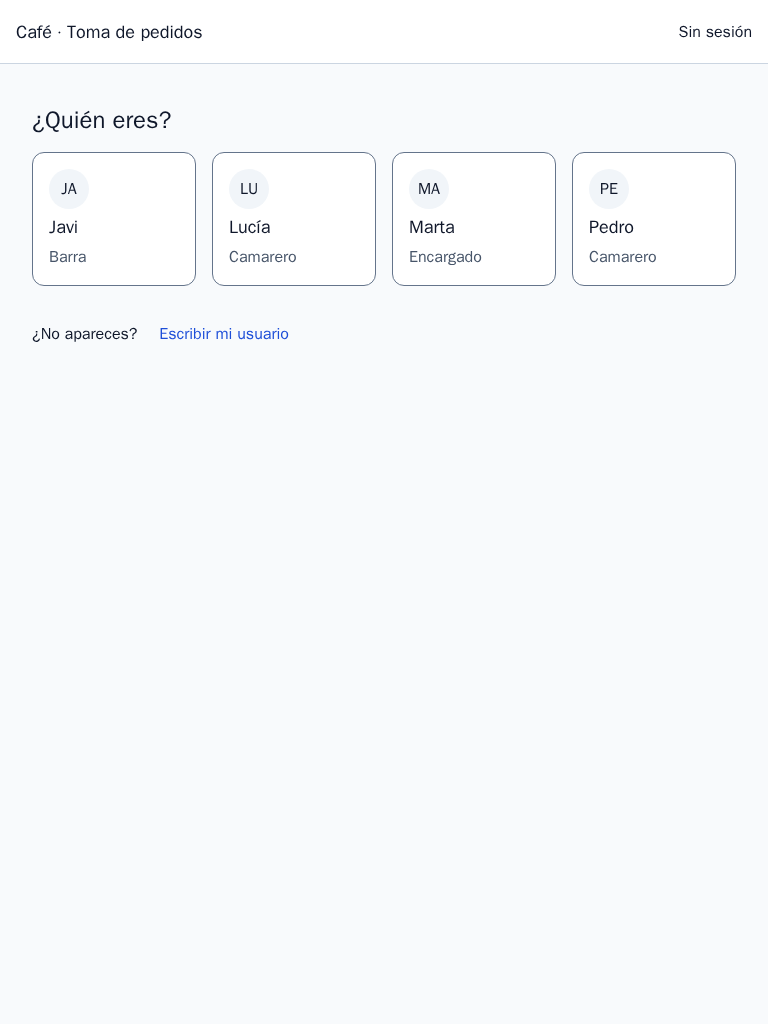 Café · Toma de pedidos
Sin sesión
¿Quién eres?
JA
Javi
Barra
LU
Lucía
Camarero
MA
Marta
Encargado
PE
Pedro
Camarero
¿No apareces? Escribir mi usuario